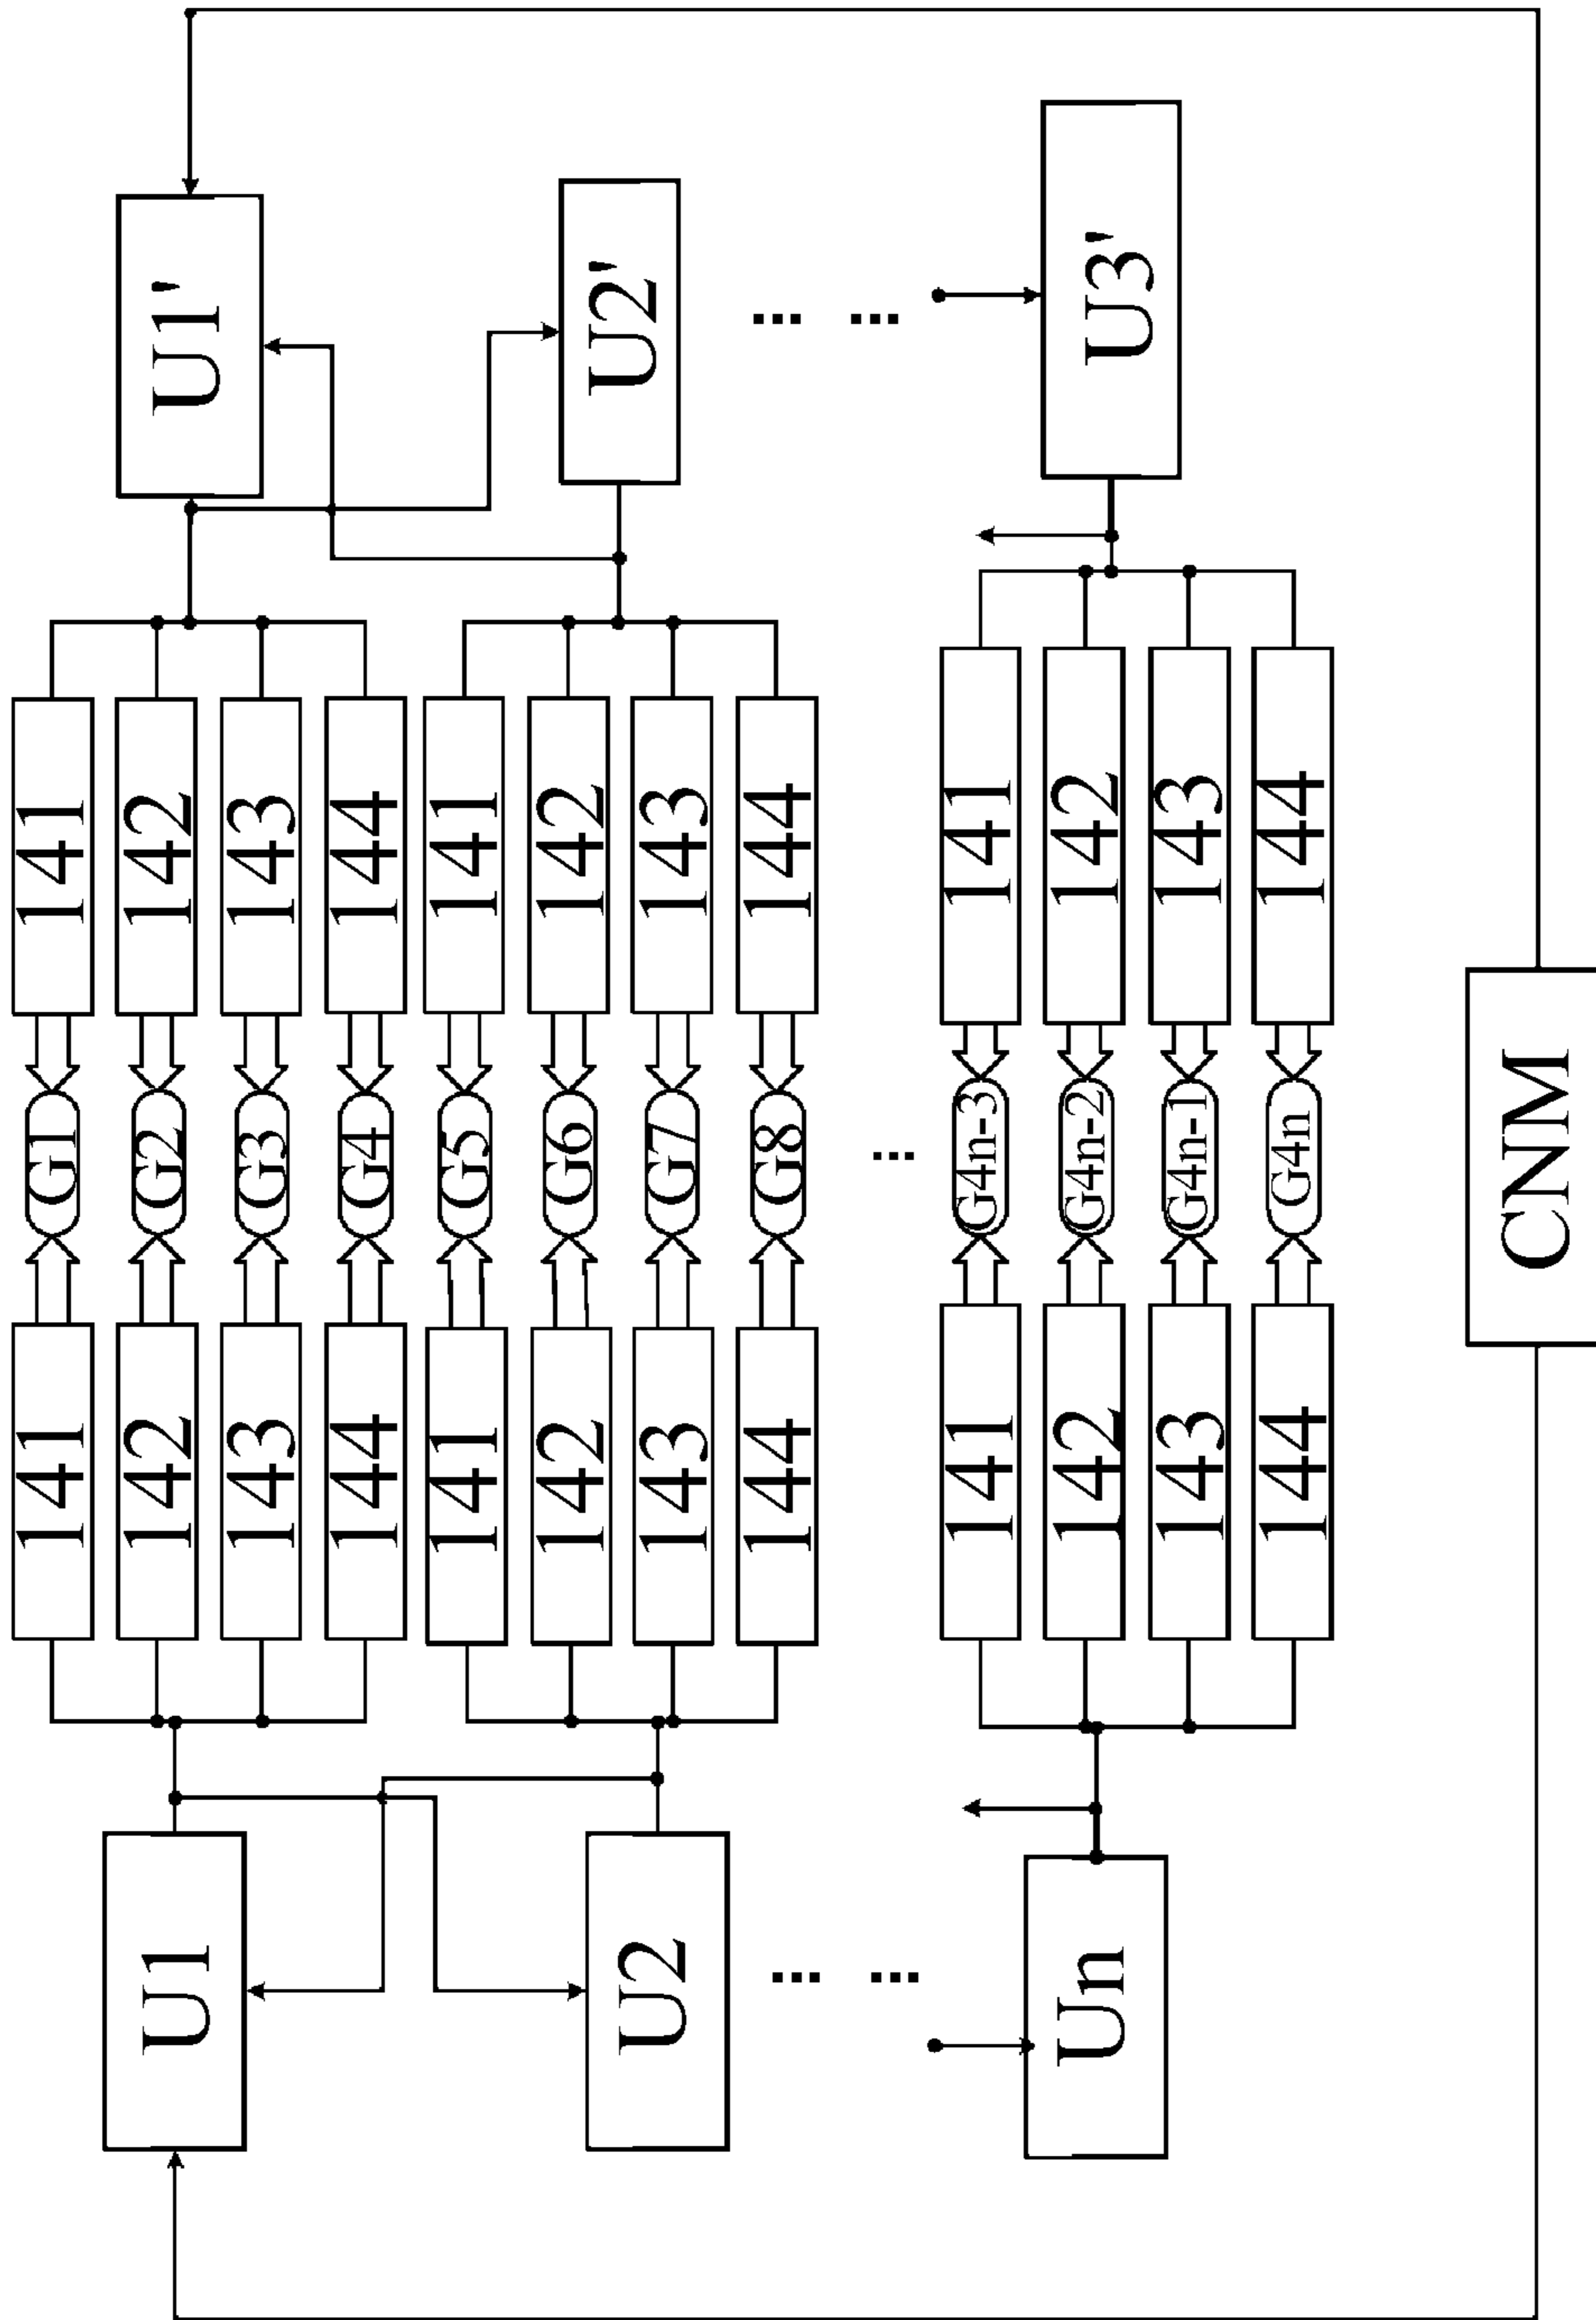 141 G1 141
U1 142 G2 142 U1'
143 G3 143
144 G4 144
141 G5 141
142 G6 142
U2 143 G7 143 U2'
144 G8 144
... ...
... ...
...
141 G4n-3 141
Un 142 G4n-2 142 U3'
143 G4n-1 143
144 G4n 144
CNM